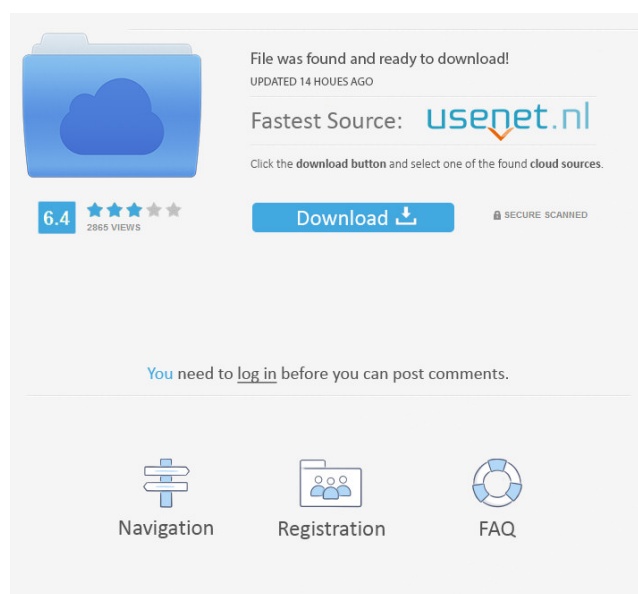 File was found and ready to download!
UPDATED 14 HOUES AGO
Fastest Source: usenet.nl
Click the download button and select one of the found cloud sources.
6.4
2865 VIEWS
Download
SECURE SCANNED
You need to log in before you can post comments.
Navigation
Registration
FAQ